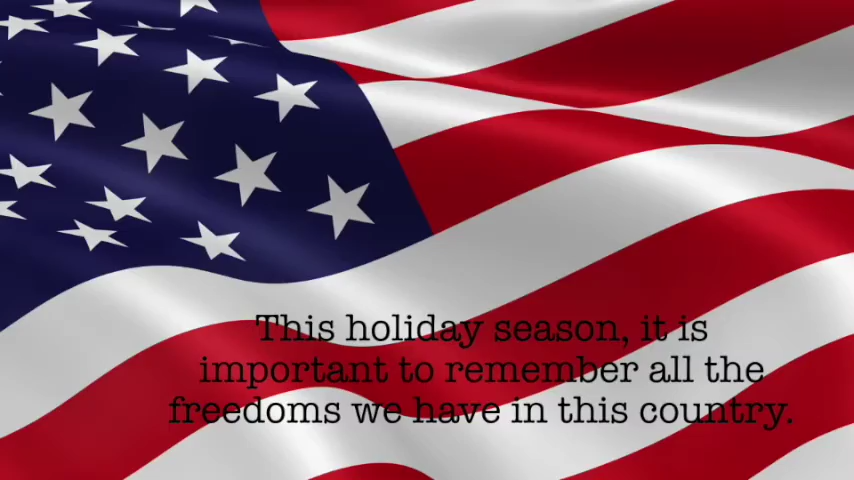 This holiday season, it is
important to remember all the
freedoms we have in this country.